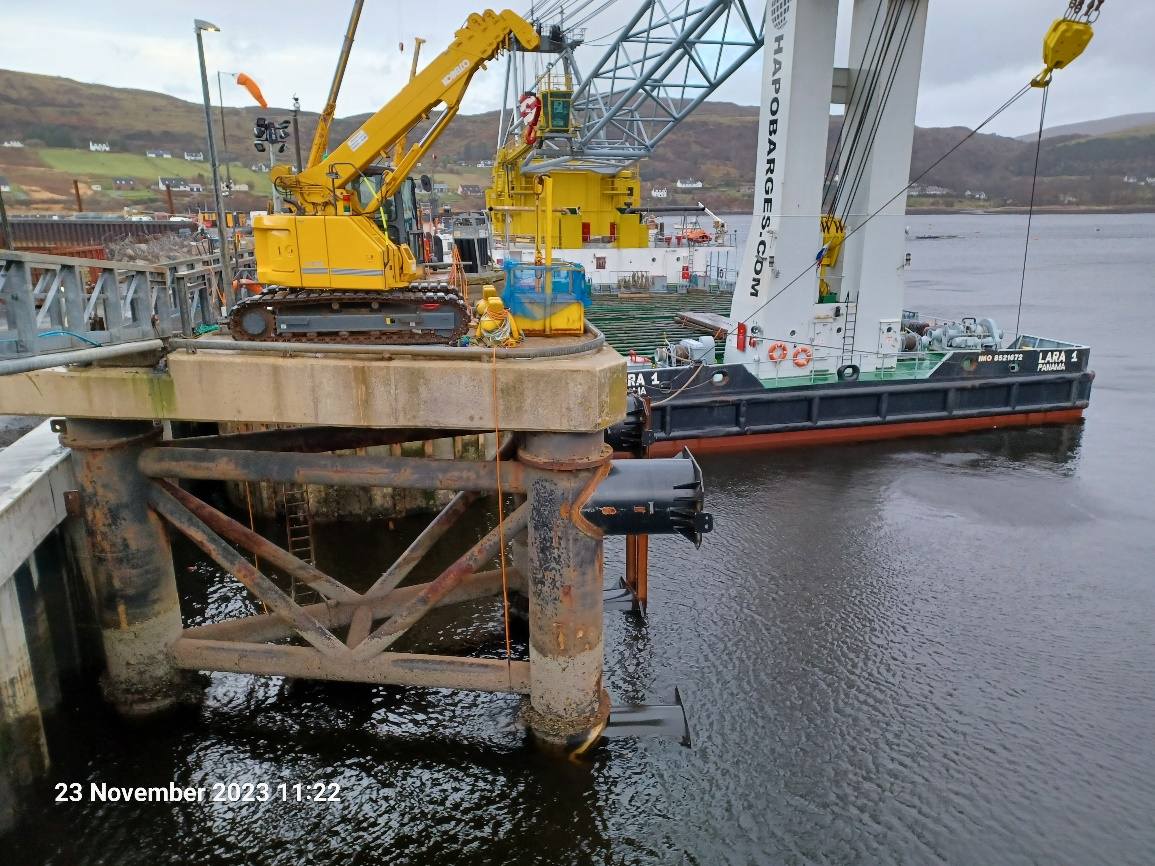 KOBELCO
HAPOBARGES.COM
IMO 8521672
LARA 1
PANAMA
RA 1
23 November 2023 11:22